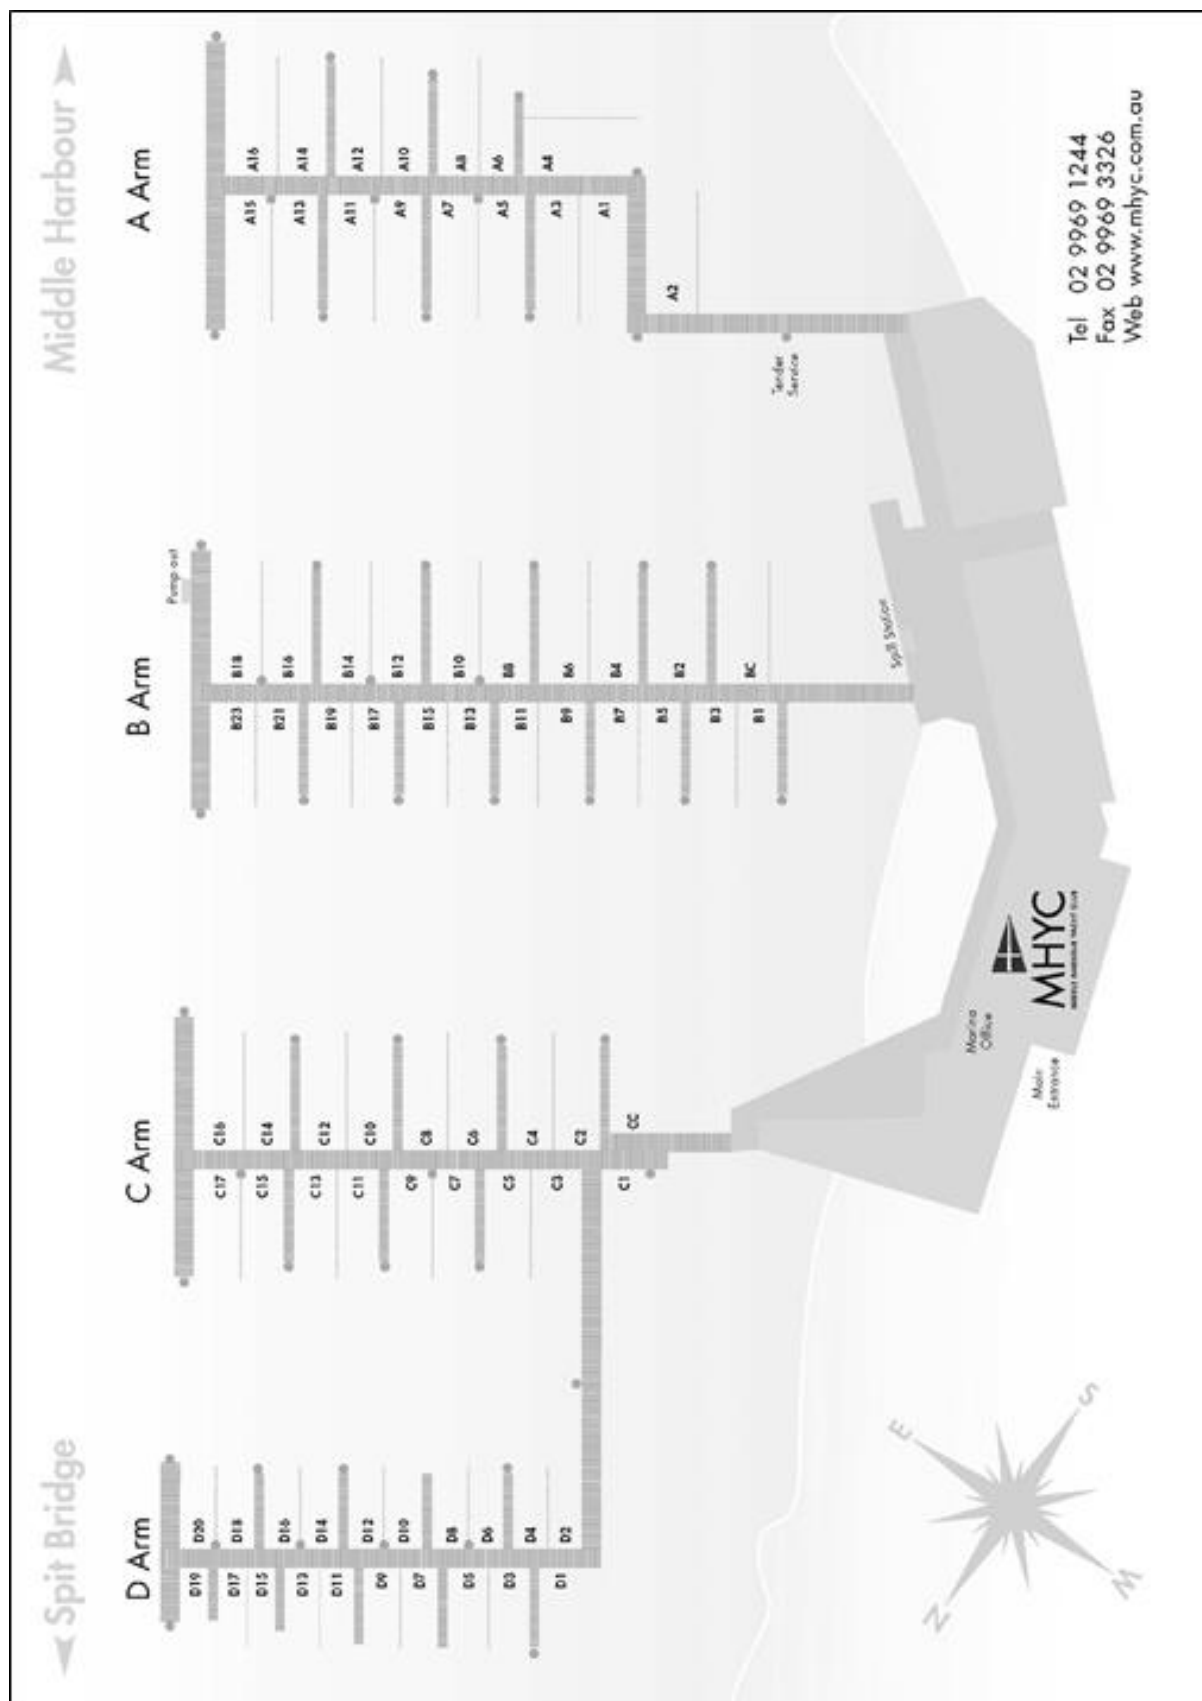 Spit Bridge
Middle Harbour
D Arm
D19
D17
D15
D13
D11
D9
D7
D5
D3
D1
D20
D18
D16
D14
D12
D10
D8
D6
D4
D2
C Arm
C17
C15
C13
C11
C9
C7
C5
C3
C1
C16
C14
C12
C10
C8
C6
C4
C2
CC
B Arm
Pump out
B23
B21
B19
B17
B15
B13
B11
B9
B7
B5
B3
B1
B18
B16
B14
B12
B10
B8
B6
B4
B2
BC
Spill Station
A Arm
A15
A13
A11
A9
A7
A5
A3
A1
A16
A14
A12
A10
A8
A6
A4
A2
Tender
Service
N
E
S
W
Marina
Office
Main
Entrance
MHYC
MIDDLE HARBOUR YACHT CLUB
Tel 02 9969 1244
Fax 02 9969 3326
Web www.mhyc.com.au